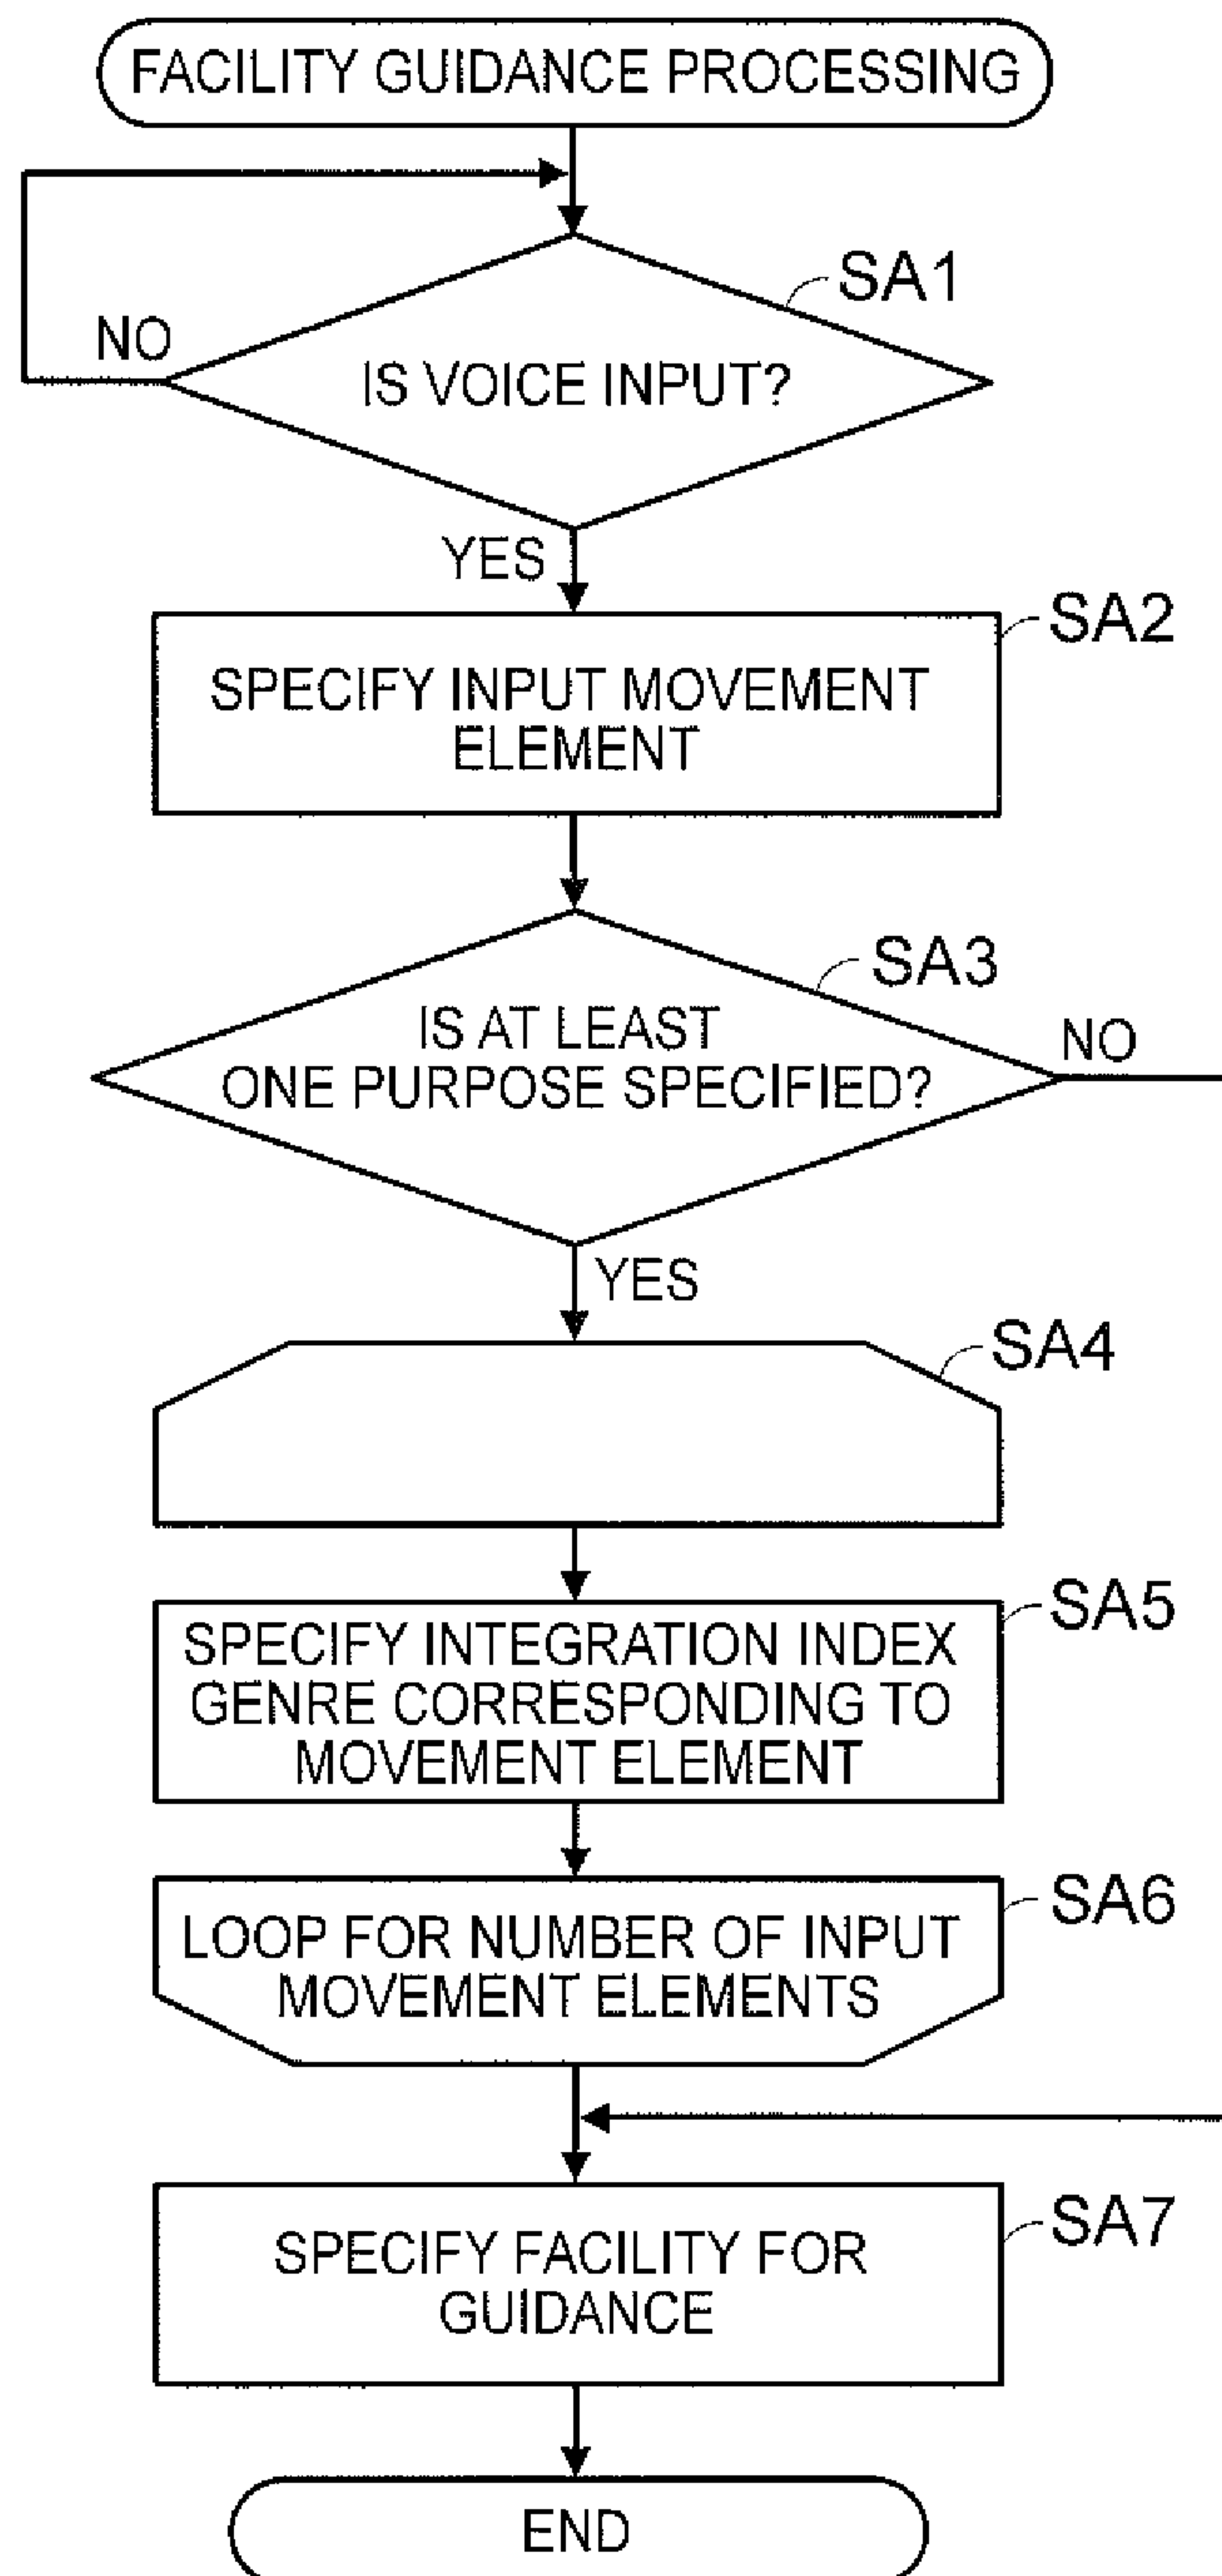 FACILITY GUIDANCE PROCESSING
SA1
NO
IS VOICE INPUT?
YES
SA2
SPECIFY INPUT MOVEMENT
ELEMENT
SA3
IS AT LEAST
ONE PURPOSE SPECIFIED?
NO
YES
SA4
SA5
SPECIFY INTEGRATION INDEX
GENRE CORRESPONDING TO
MOVEMENT ELEMENT
SA6
LOOP FOR NUMBER OF INPUT
MOVEMENT ELEMENTS
SA7
SPECIFY FACILITY FOR
GUIDANCE
END